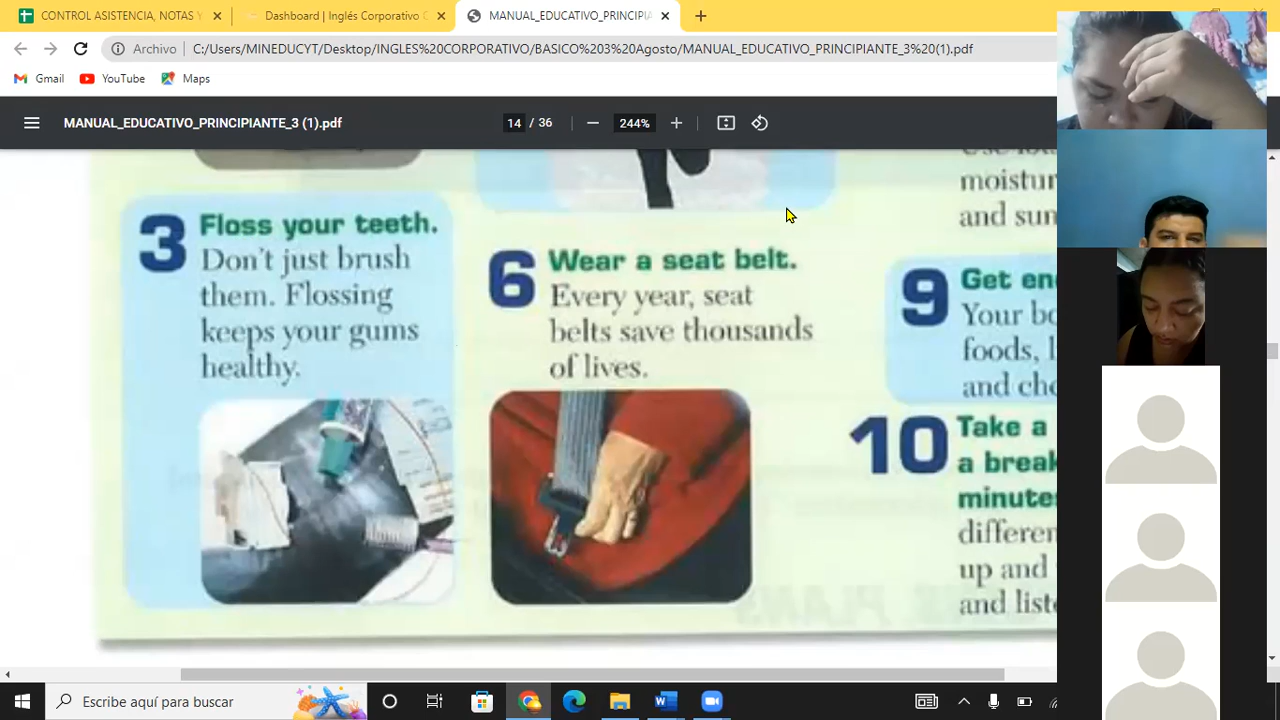 CONTROL ASISTENCIA, NOTAS Y
Dashboard | Inglés Corporativo C
MANUAL_EDUCATIVO_PRINCIPIA
Archivo
C:/Users/MINEDUCYT/Desktop/INGLES%20CORPORATIVO/BASICO%203%20Agosto/MANUAL_EDUCATIVO_PRINCIPIANTE_3%20(1).pdf
Gmail
YouTube
Maps
MANUAL_EDUCATIVO_PRINCIPIANTE_3 (1).pdf
14 / 36
244%
3 Floss your teeth.
Don't just brush
them. Flossing
keeps your gums
healthy.
6 Wear a seat belt.
Every year, seat
belts save thousands
of lives.
moistur
and sun
9 Get en
Your bo
foods, l
and cho
10 Take a
a break
minutes
differen
up and
and liste
Escribe aquí para buscar